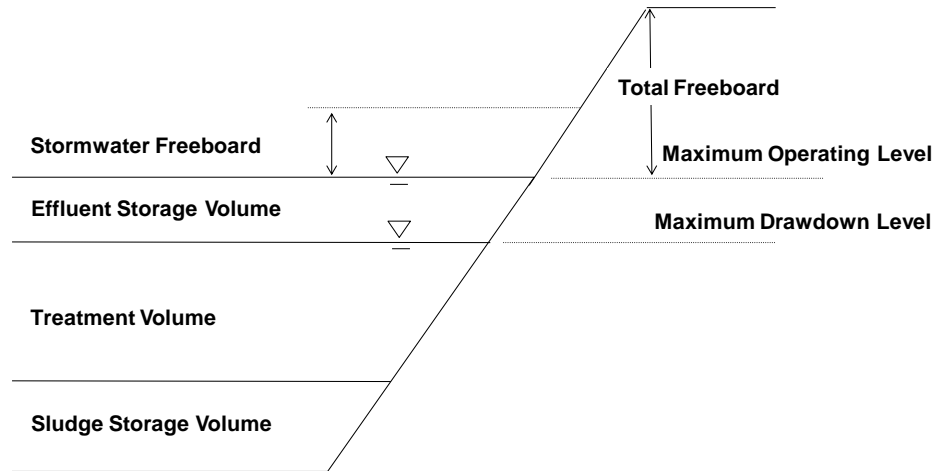 Total Freeboard
Stormwater Freeboard
Maximum Operating Level
Effluent Storage Volume
Maximum Drawdown Level
Treatment Volume
Sludge Storage Volume